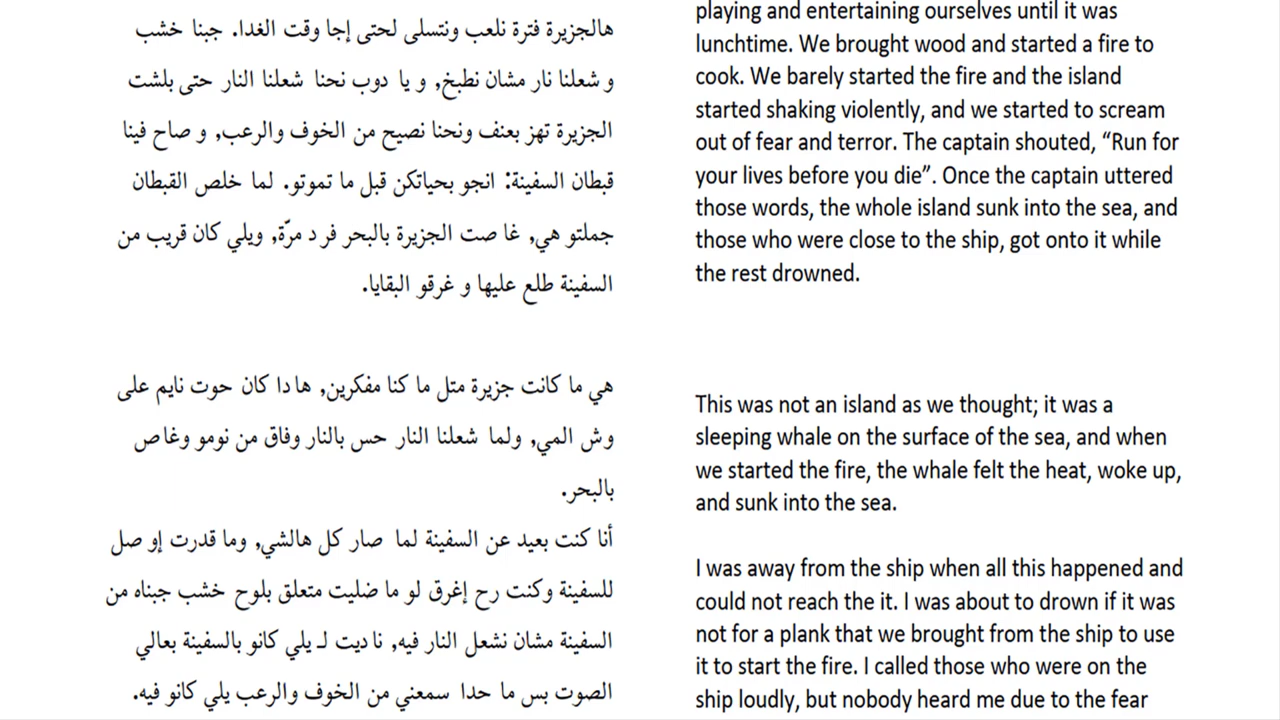 هالجزيرة فترة نلعب ونتسلى لحتى إجا وقت الغدا. جبنا خشب
و شعلنا نار مشان نطبخ, و يا دوب نحنا شعلنا النار حتى بلشت
الجزيرة تهز بعنف ونحنا نصيح من الخوف والرعب, و صاح فينا
قبطان السفينة: انجو بحياتكن قبل ما تموتو. لما خلص القبطان
جملتو هي, غاصت الجزيرة بالبحر فرد مرّة, ويلي كان قريب من
السفينة طلع عليها و غرقو البقايا.
هي ما كانت جزيرة متل ما كنا مفكرين, هادا كان حوت نايم على
وش المي, ولما شعلنا النار حس بالنار وفاق من نومو وغاص
بالبحر.
أنا كنت بعيد عن السفينة لما صار كل هالشي, وما قدرت إوصل
للسفينة وكنت رح إغرق لو ما ضليت متعلق بلوح خشب جبناه من
السفينة مشان نشعل النار فيه, ناديت لـ يلي كانو بالسفينة بعالي
الصوت بس ما حدا سمعني من الخوف والرعب يلي كانو فيه.
playing and entertaining ourselves until it was
lunchtime. We brought wood and started a fire to
cook. We barely started the fire and the island
started shaking violently, and we started to scream
out of fear and terror. The captain shouted, “Run for
your lives before you die”. Once the captain uttered
those words, the whole island sunk into the sea, and
those who were close to the ship, got onto it while
the rest drowned.
This was not an island as we thought; it was a
sleeping whale on the surface of the sea, and when
we started the fire, the whale felt the heat, woke up,
and sunk into the sea.
I was away from the ship when all this happened and
could not reach the it. I was about to drown if it was
not for a plank that we brought from the ship to use
it to start the fire. I called those who were on the
ship loudly, but nobody heard me due to the fear